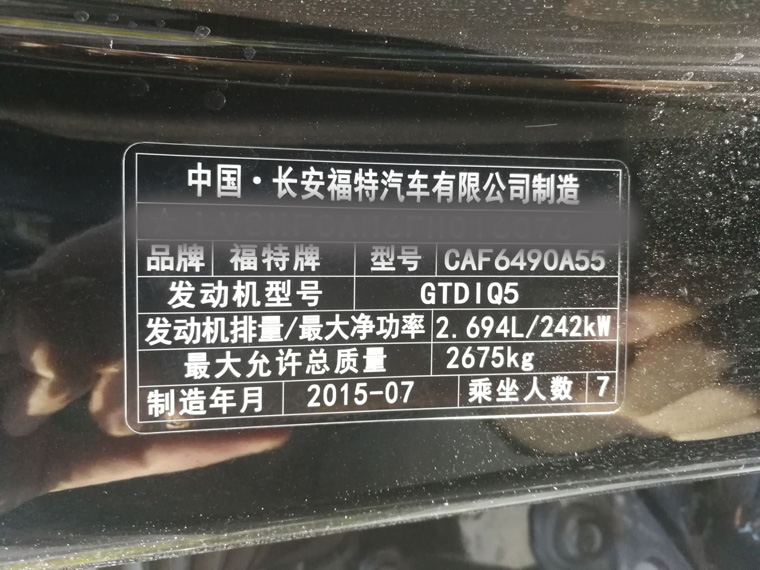 中国·长安福特汽车有限公司制造
品牌 福特牌 型号 CAF6490A55
发动机型号 GTDIQ5
发动机排量/最大净功率 2.694L/242kW
最大允许总质量 2675kg
制造年月 2015-07 乘坐人数 7